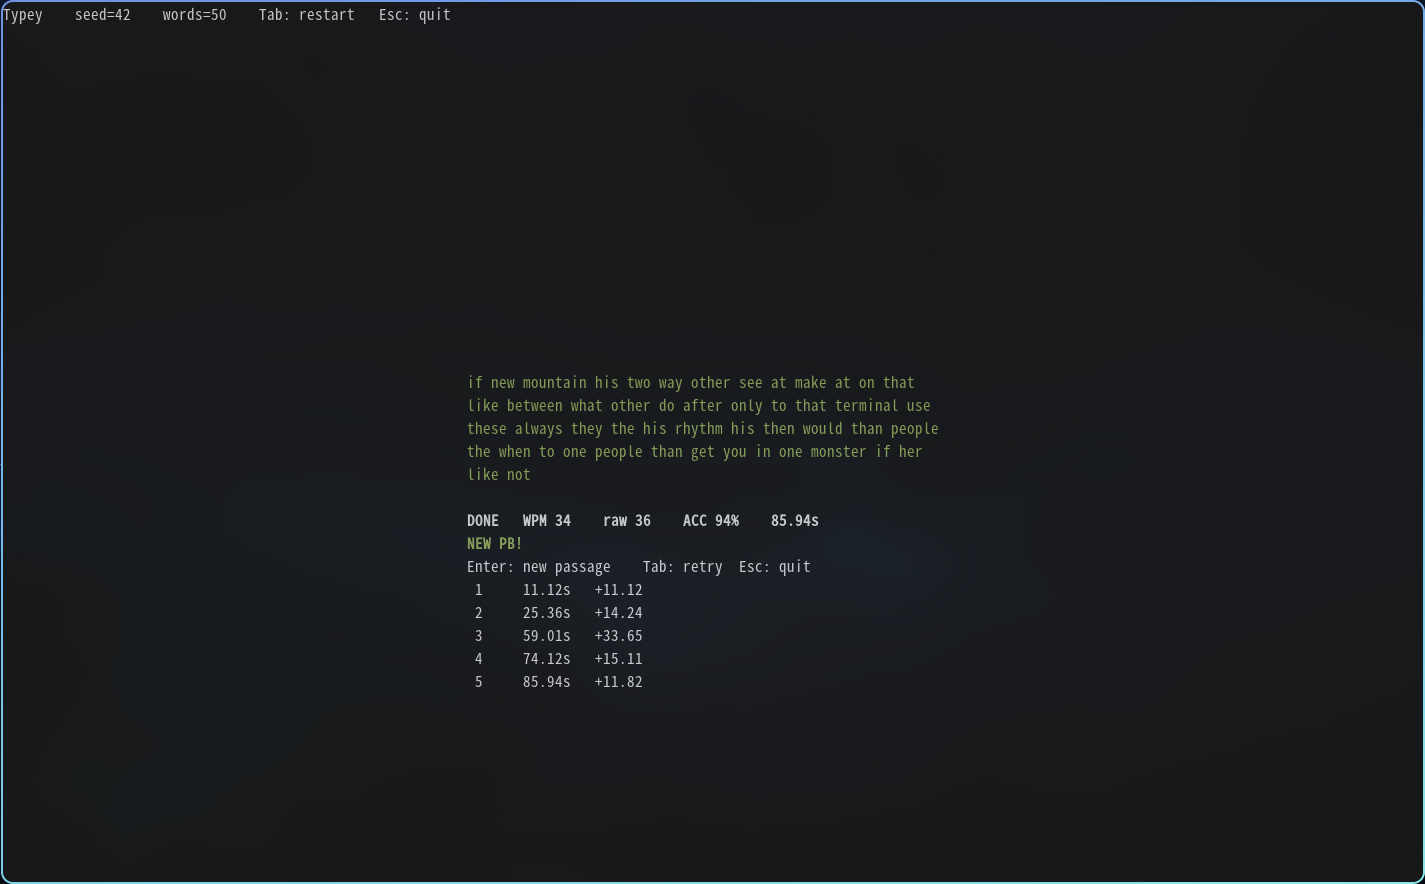 Typey    seed=42    words=50    Tab: restart   Esc: quit
if new mountain his two way other see at make at on that
like between what other do after only to that terminal use
these always they the his rhythm his then would than people
the when to one people than get you in one monster if her
like not
DONE   WPM 34    raw 36    ACC 94%    85.94s
NEW PB!
Enter: new passage    Tab: retry  Esc: quit
1     11.12s   +11.12
2     25.36s   +14.24
3     59.01s   +33.65
4     74.12s   +15.11
5     85.94s   +11.82